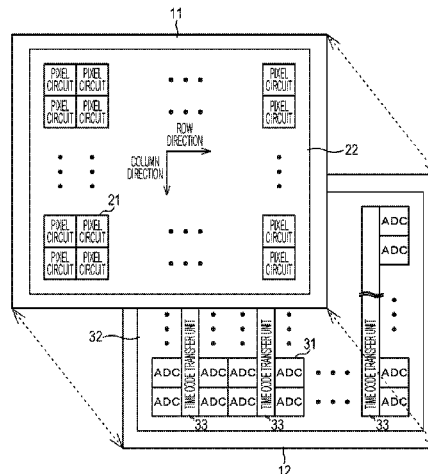 11
PIXEL CIRCUIT PIXEL CIRCUIT PIXEL CIRCUIT
PIXEL CIRCUIT PIXEL CIRCUIT PIXEL CIRCUIT
ROW DIRECTION
COLUMN DIRECTION
22
21
PIXEL CIRCUIT PIXEL CIRCUIT PIXEL CIRCUIT
PIXEL CIRCUIT PIXEL CIRCUIT PIXEL CIRCUIT
ADC
ADC
32
TIME CODE TRANSFER UNIT
TIME CODE TRANSFER UNIT
TIME CODE TRANSFER UNIT
31
ADC ADC ADC ADC ADC
ADC ADC ADC ADC ADC
33 33 33
12